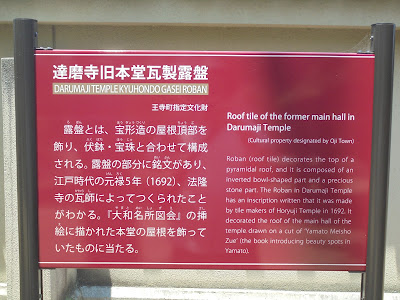 達磨寺旧本堂瓦製露盤
DARUMAJI TEMPLE KYUHONDO GASEI ROBAN
王寺町指定文化財
露盤とは、宝形造の屋根頂部を
飾り、伏鉢・宝珠と合わせて構成
される。露盤の部分に銘文があり、
江戸時代の元禄5年(1692)、法隆
寺の瓦師によってつくられたこと
がわかる。『大和名所図会』の挿
絵に描かれた本堂の屋根を飾って
いたものに当たる。
Roof tile of the former main hall in
Darumaji Temple
(Cultural property designated by Oji Town)
Roban (roof tile) decorates the top of a
pyramidal roof, and it is composed of an
inverted bowl-shaped part and a precious
stone part. The Roban in Darumaji Temple
has an inscription written that it was made
by tile makers of Horyuji Temple in 1692. It
decorated the roof of the main hall of the
temple drawn on a cut of 'Yamato Meisho
Zue' (the book introducing beauty spots in
Yamato).